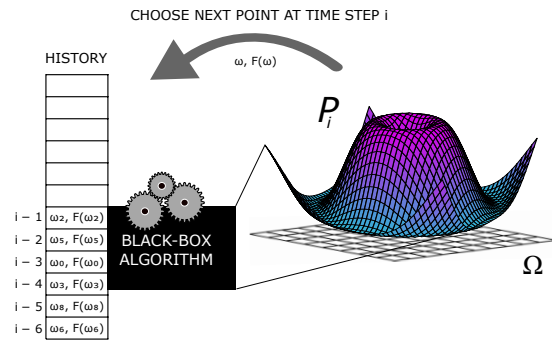 CHOOSE NEXT POINT AT TIME STEP i
HISTORY
ω, F(ω)
P_i
i − 1 ω₂, F(ω₂)
i − 2 ω₅, F(ω₅)
i − 3 ω₀, F(ω₀)
i − 4 ω₃, F(ω₃)
i − 5 ω₈, F(ω₈)
i − 6 ω₆, F(ω₆)
BLACK-BOX
ALGORITHM
Ω